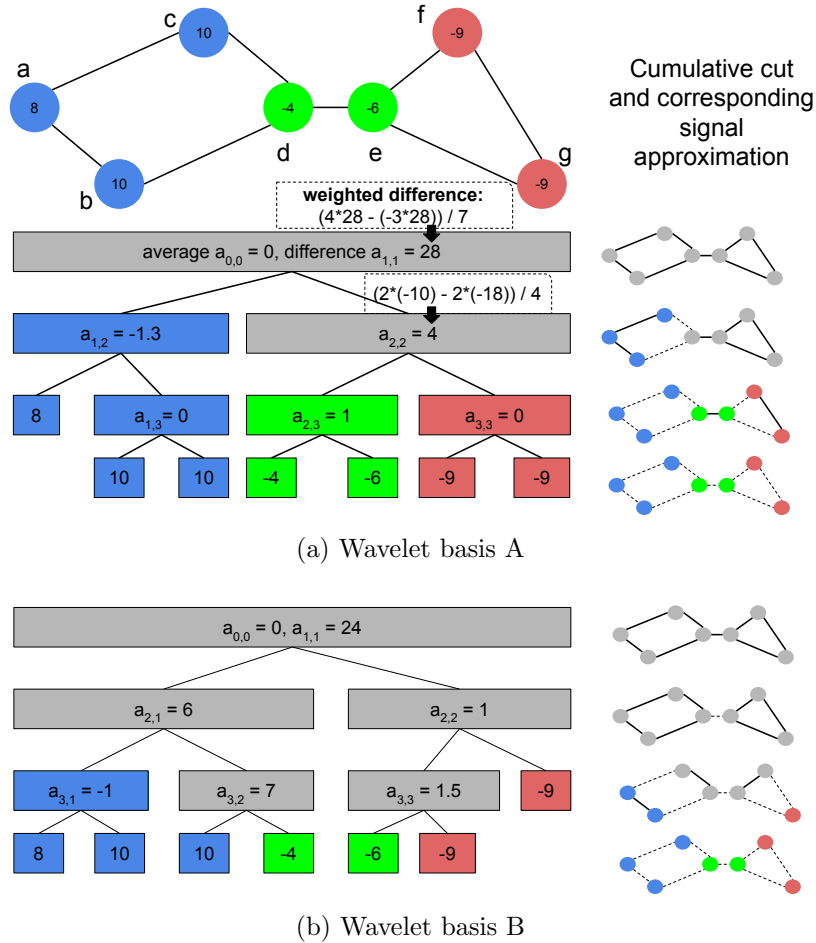 c
10
f
-9
a
8
-4
-6
d
e
b
10
g
-9
Cumulative cut
and corresponding
signal
approximation
weighted difference:
(4*28 - (-3*28)) / 7
average a0,0 = 0, difference a1,1 = 28
(2*(-10) - 2*(-18)) / 4
a1,2 = -1.3
a2,2 = 4
8
a1,3 = 0
a2,3 = 1
a3,3 = 0
10
10
-4
-6
-9
-9
(a) Wavelet basis A
a0,0 = 0, a1,1 = 24
a2,1 = 6
a2,2 = 1
a3,1 = -1
a3,2 = 7
a3,3 = 1.5
-9
8
10
10
-4
-6
-9
(b) Wavelet basis B